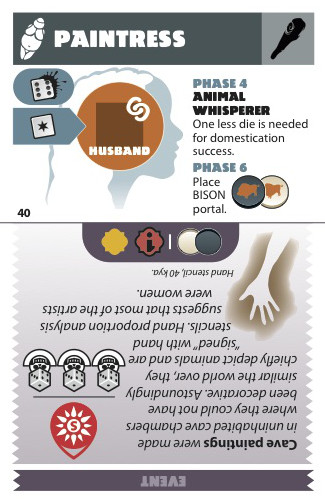 PAINTRESS
PHASE 4
ANIMAL
WHISPERER
One less die is needed
for domestication
success.
PHASE 6
Place
BISON
portal.
HUSBAND
40
EVENT
Cave paintings were made
in uninhabited cave chambers
where they could not have
been decorative. Astoundingly
similar the world over, they
chiefly depict animals and are
“signed” with hand
stencils. Hand proportion analysis
suggests that most of the artists
were women.
Hand stencil, 40 kya.